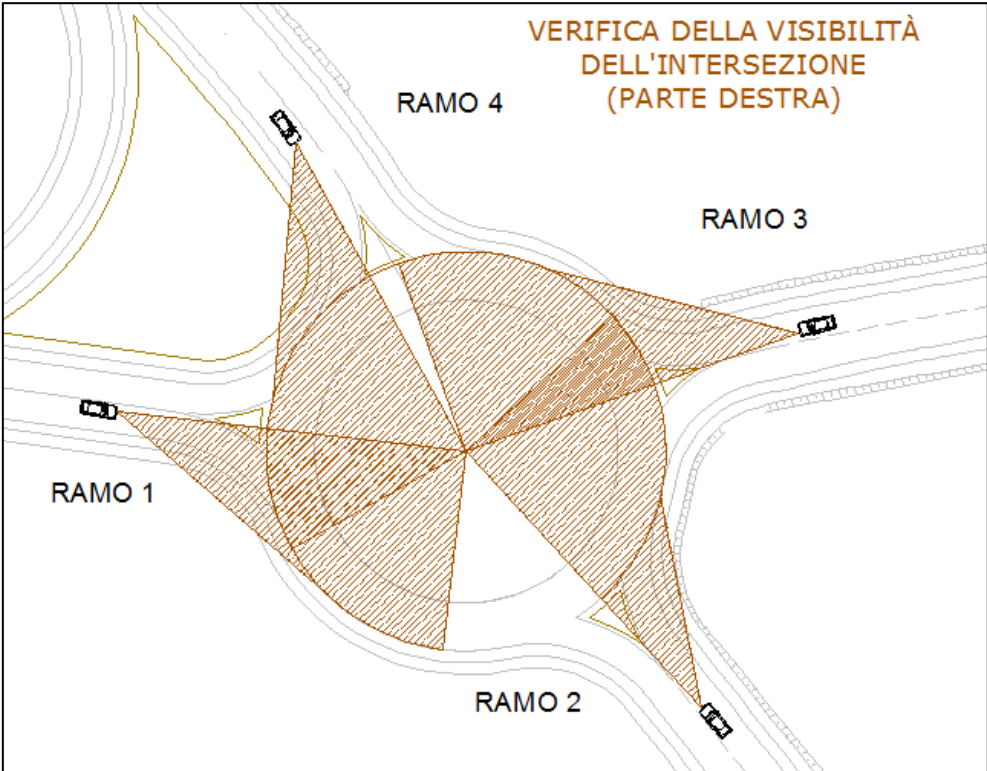 VERIFICA DELLA VISIBILITÀ
DELL'INTERSEZIONE
(PARTE DESTRA)
RAMO 4
RAMO 3
RAMO 1
RAMO 2